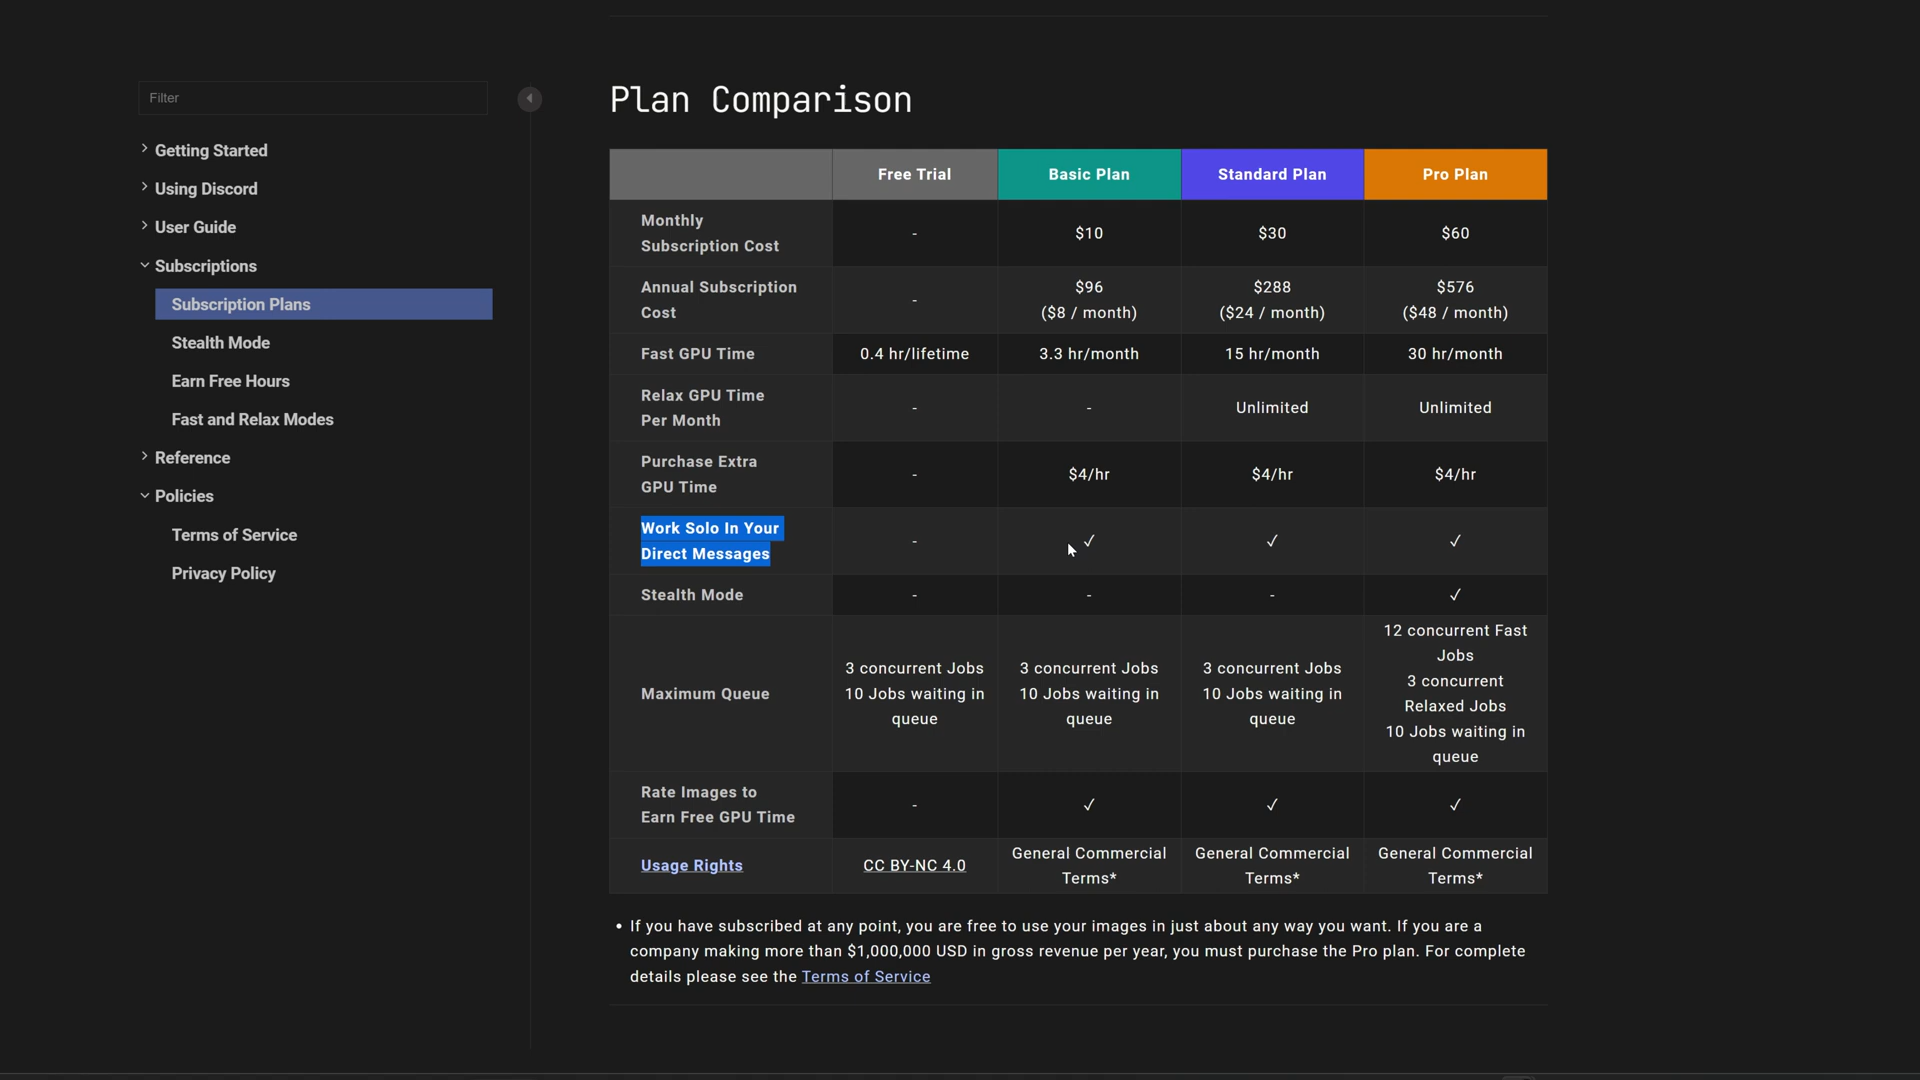 Filter
Getting Started
Using Discord
User Guide
Subscriptions
Subscription Plans
Stealth Mode
Earn Free Hours
Fast and Relax Modes
Reference
Policies
Terms of Service
Privacy Policy
Plan Comparison
Free Trial
Basic Plan
Standard Plan
Pro Plan
Monthly
Subscription Cost
-
$10
$30
$60
Annual Subscription
Cost
-
$96
($8 / month)
$288
($24 / month)
$576
($48 / month)
Fast GPU Time
0.4 hr/lifetime
3.3 hr/month
15 hr/month
30 hr/month
Relax GPU Time
Per Month
-
-
Unlimited
Unlimited
Purchase Extra
GPU Time
-
$4/hr
$4/hr
$4/hr
Work Solo In Your
Direct Messages
-
✓
✓
✓
Stealth Mode
-
-
-
✓
Maximum Queue
3 concurrent Jobs
10 Jobs waiting in
queue
3 concurrent Jobs
10 Jobs waiting in
queue
3 concurrent Jobs
10 Jobs waiting in
queue
12 concurrent Fast
Jobs
3 concurrent
Relaxed Jobs
10 Jobs waiting in
queue
Rate Images to
Earn Free GPU Time
-
✓
✓
✓
Usage Rights
CC BY-NC 4.0
General Commercial
Terms*
General Commercial
Terms*
General Commercial
Terms*
• If you have subscribed at any point, you are free to use your images in just about any way you want. If you are a
company making more than $1,000,000 USD in gross revenue per year, you must purchase the Pro plan. For complete
details please see the Terms of Service